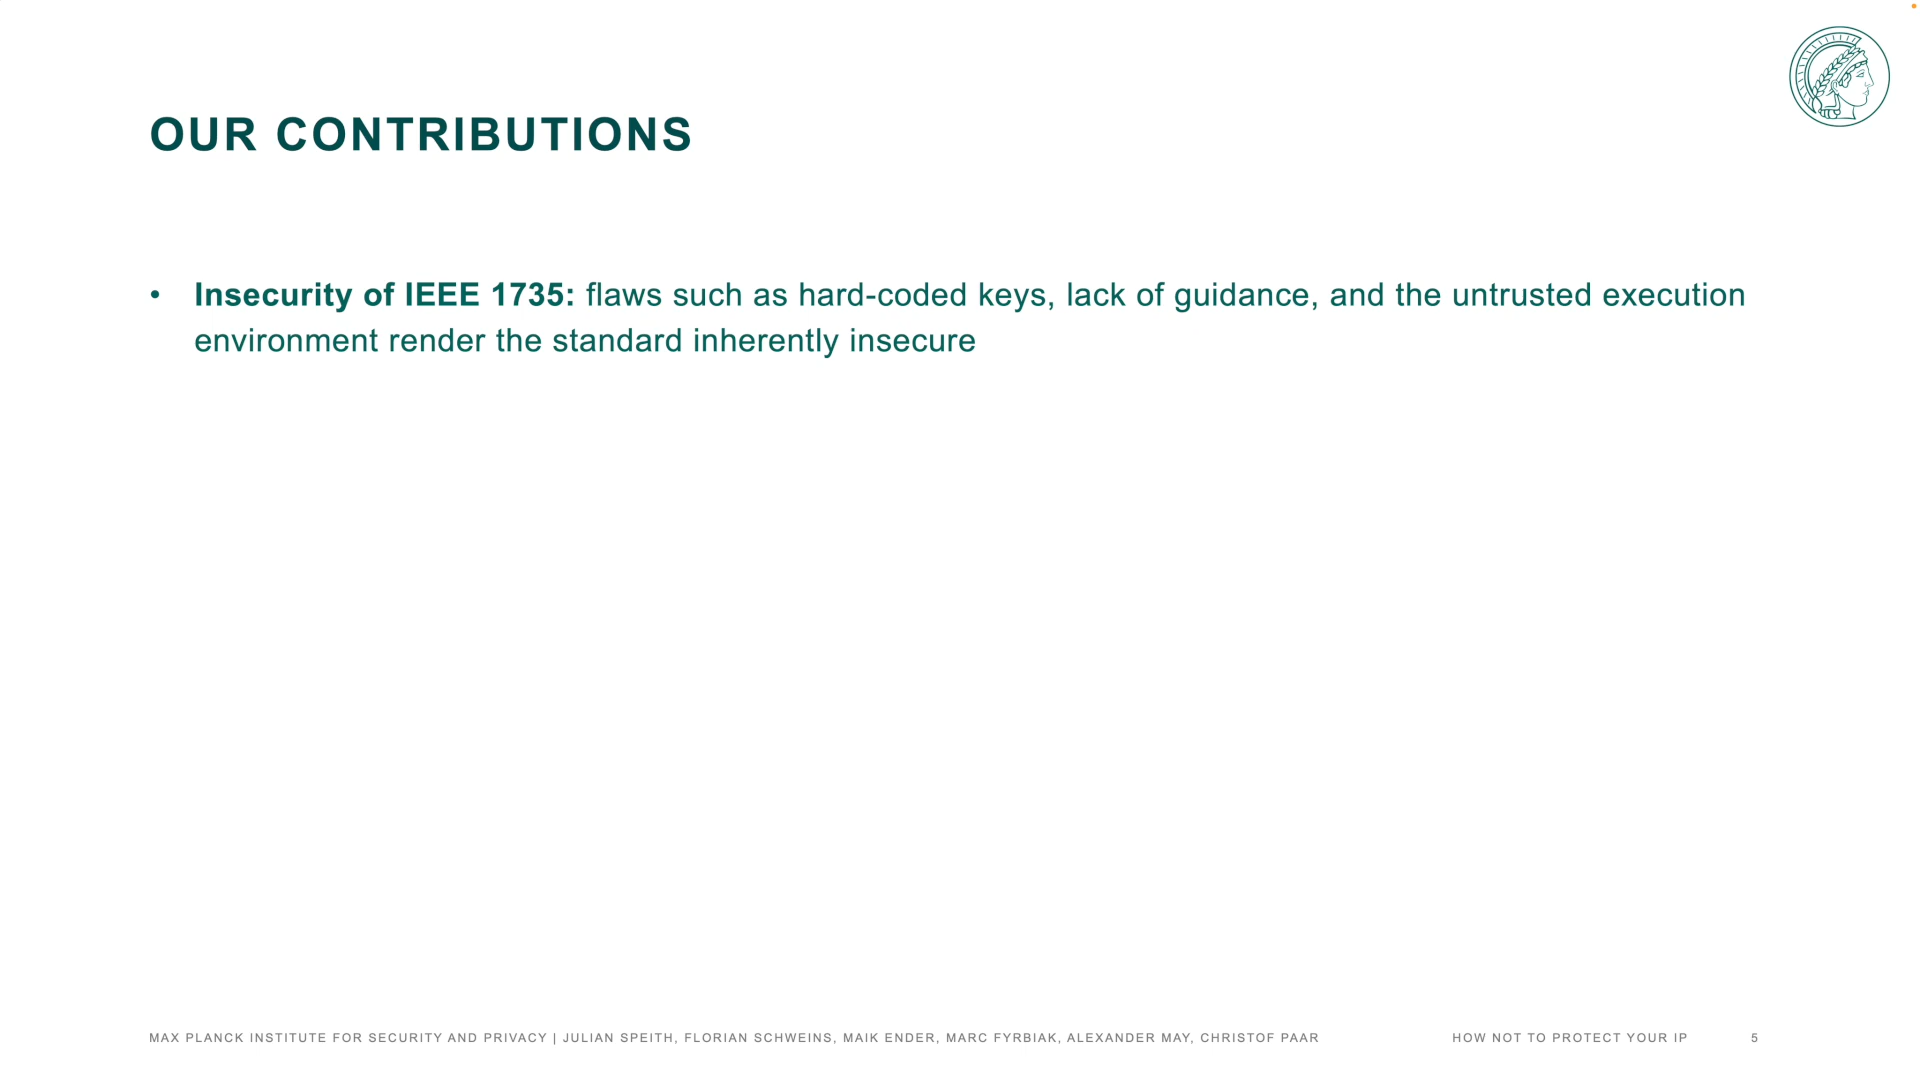 OUR CONTRIBUTIONS
• Insecurity of IEEE 1735: flaws such as hard-coded keys, lack of guidance, and the untrusted execution
environment render the standard inherently insecure
MAX PLANCK INSTITUTE FOR SECURITY AND PRIVACY | JULIAN SPEITH, FLORIAN SCHWEINS, MAIK ENDER, MARC FYRBIAK, ALEXANDER MAY, CHRISTOF PAAR HOW NOT TO PROTECT YOUR IP 5